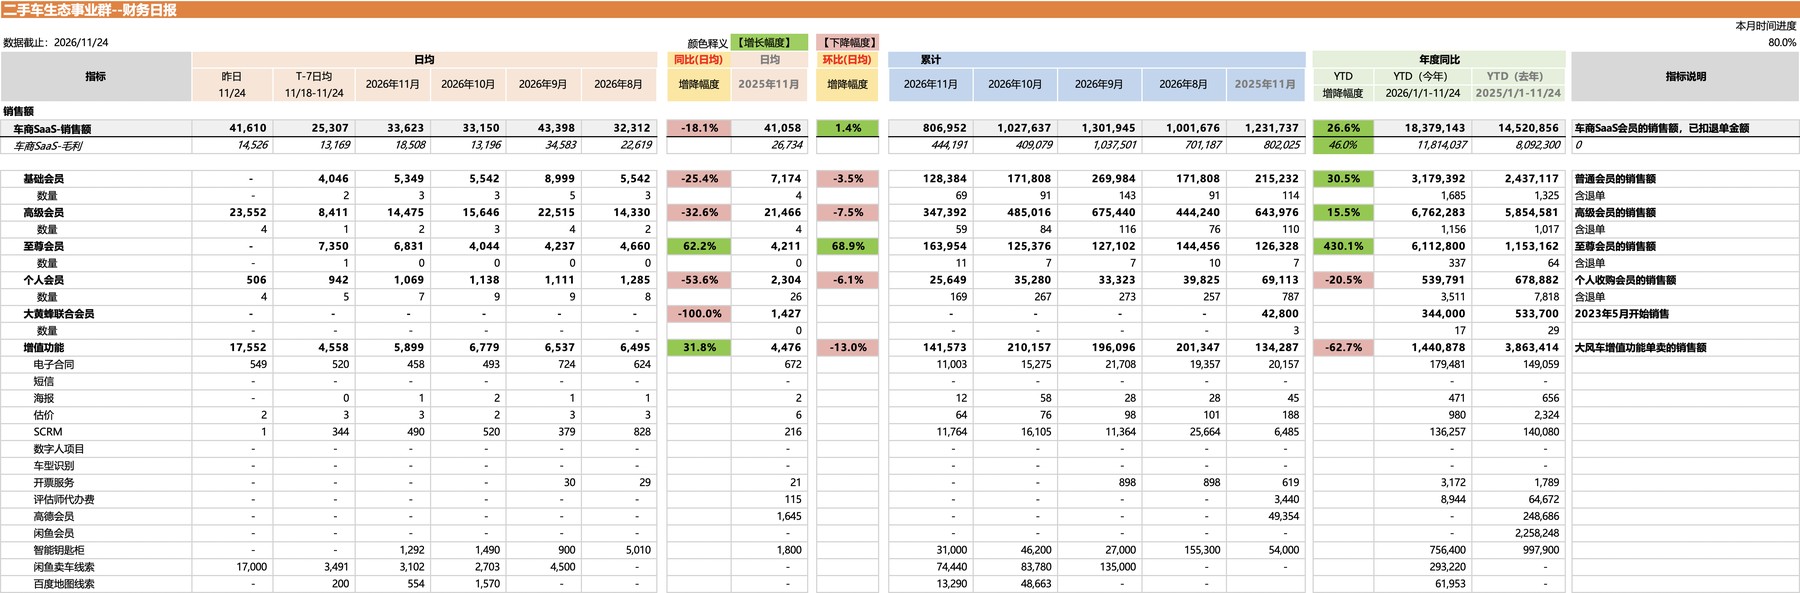 二手车生态事业群--财务日报
本月时间进度
数据截止：2026/11/24 颜色释义 【增长幅度】 【下降幅度】 80.0%
指标 日均 同比(日均) 日均 环比(日均) 累计 年度同比 指标说明
昨日 T-7日均 2026年11月 2026年10月 2026年9月 2026年8月 增降幅度 2025年11月 增降幅度 2026年11月 2026年10月 2026年9月 2026年8月 2025年11月 YTD YTD（今年） YTD（去年）
11/24 11/18-11/24 增降幅度 2026/1/1-11/24 2025/1/1-11/24
销售额
车商SaaS-销售额 41,610 25,307 33,623 33,150 43,398 32,312 -18.1% 41,058 1.4% 806,952 1,027,637 1,301,945 1,001,676 1,231,737 26.6% 18,379,143 14,520,856 车商SaaS会员的销售额，已扣退单金额
车商SaaS-毛利 14,526 13,169 18,508 13,196 34,583 22,619 26,734 444,191 409,079 1,037,501 701,187 802,025 46.0% 11,814,037 8,092,300 0
基础会员 - 4,046 5,349 5,542 8,999 5,542 -25.4% 7,174 -3.5% 128,384 171,808 269,984 171,808 215,232 30.5% 3,179,392 2,437,117 普通会员的销售额
数量 - 2 3 3 5 3 4 69 91 143 91 114 1,685 1,325 含退单
高级会员 23,552 8,411 14,475 15,646 22,515 14,330 -32.6% 21,466 -7.5% 347,392 485,016 675,440 444,240 643,976 15.5% 6,762,283 5,854,581 高级会员的销售额
数量 4 1 2 3 4 2 4 59 84 116 76 110 1,156 1,017 含退单
至尊会员 - 7,350 6,831 4,044 4,237 4,660 62.2% 4,211 68.9% 163,954 125,376 127,102 144,456 126,328 430.1% 6,112,800 1,153,162 至尊会员的销售额
数量 - 1 0 0 0 0 0 11 7 7 10 7 337 64 含退单
个人会员 506 942 1,069 1,138 1,111 1,285 -53.6% 2,304 -6.1% 25,649 35,280 33,323 39,825 69,113 -20.5% 539,791 678,882 个人收购会员的销售额
数量 4 5 7 9 9 8 26 169 267 273 257 787 3,511 7,818 含退单
大黄蜂联合会员 - - - - - - -100.0% 1,427 - - - - 42,800 344,000 533,700 2023年5月开始销售
数量 - - - - - - 0 - - - - 3 17 29
增值功能 17,552 4,558 5,899 6,779 6,537 6,495 31.8% 4,476 -13.0% 141,573 210,157 196,096 201,347 134,287 -62.7% 1,440,878 3,863,414 大风车增值功能单卖的销售额
电子合同 549 520 458 493 724 624 672 11,003 15,275 21,708 19,357 20,157 179,481 149,059
短信 - - - - - - - - - - - - - -
海报 - 0 1 2 1 1 2 12 58 28 28 45 471 656
估价 2 3 3 2 3 3 6 64 76 98 101 188 980 2,324
SCRM 1 344 490 520 379 828 216 11,764 16,105 11,364 25,664 6,485 136,257 140,080
数字人项目 - - - - - - - - - - - - - -
车型识别 - - - - - - - - - - - - - -
开票服务 - - - - 30 29 21 - - 898 898 619 3,172 1,789
评估师代办费 - - - - - - 115 - - - - 3,440 8,944 64,672
高德会员 - - - - - - 1,645 - - - - 49,354 - 248,686
闲鱼会员 - - - - - - - - - - - - - 2,258,248
智能钥匙柜 - - 1,292 1,490 900 5,010 1,800 31,000 46,200 27,000 155,300 54,000 756,400 997,900
闲鱼卖车线索 17,000 3,491 3,102 2,703 4,500 - - 74,440 83,780 135,000 - - 293,220 -
百度地图线索 - 200 554 1,570 - - - 13,290 48,663 - - - 61,953 -